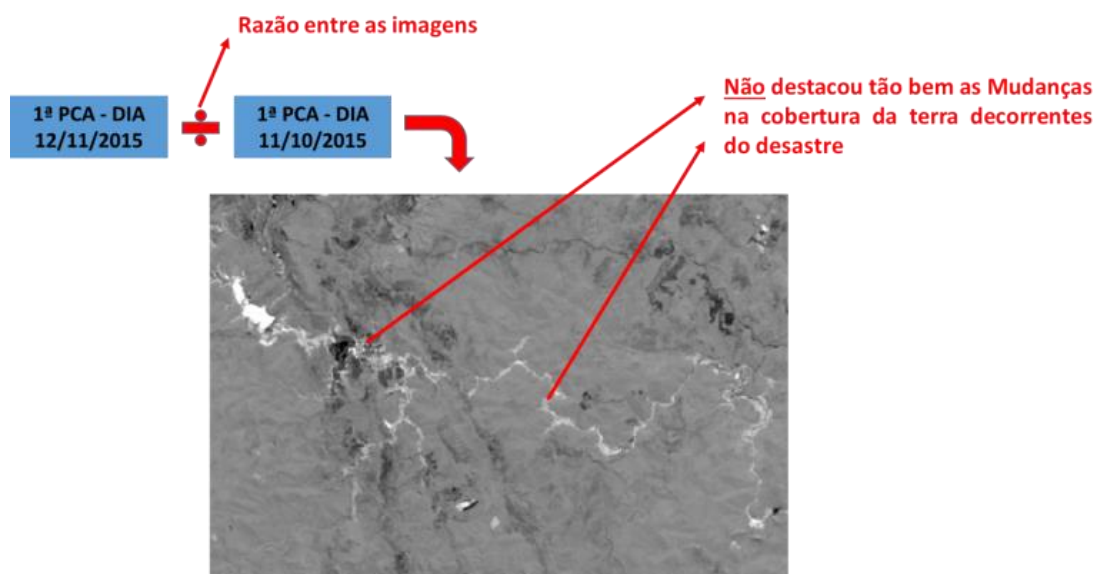 Razão entre as imagens
1ª PCA - DIA
12/11/2015
1ª PCA - DIA
11/10/2015
Não destacou tão bem as Mudanças
na cobertura da terra decorrentes
do desastre